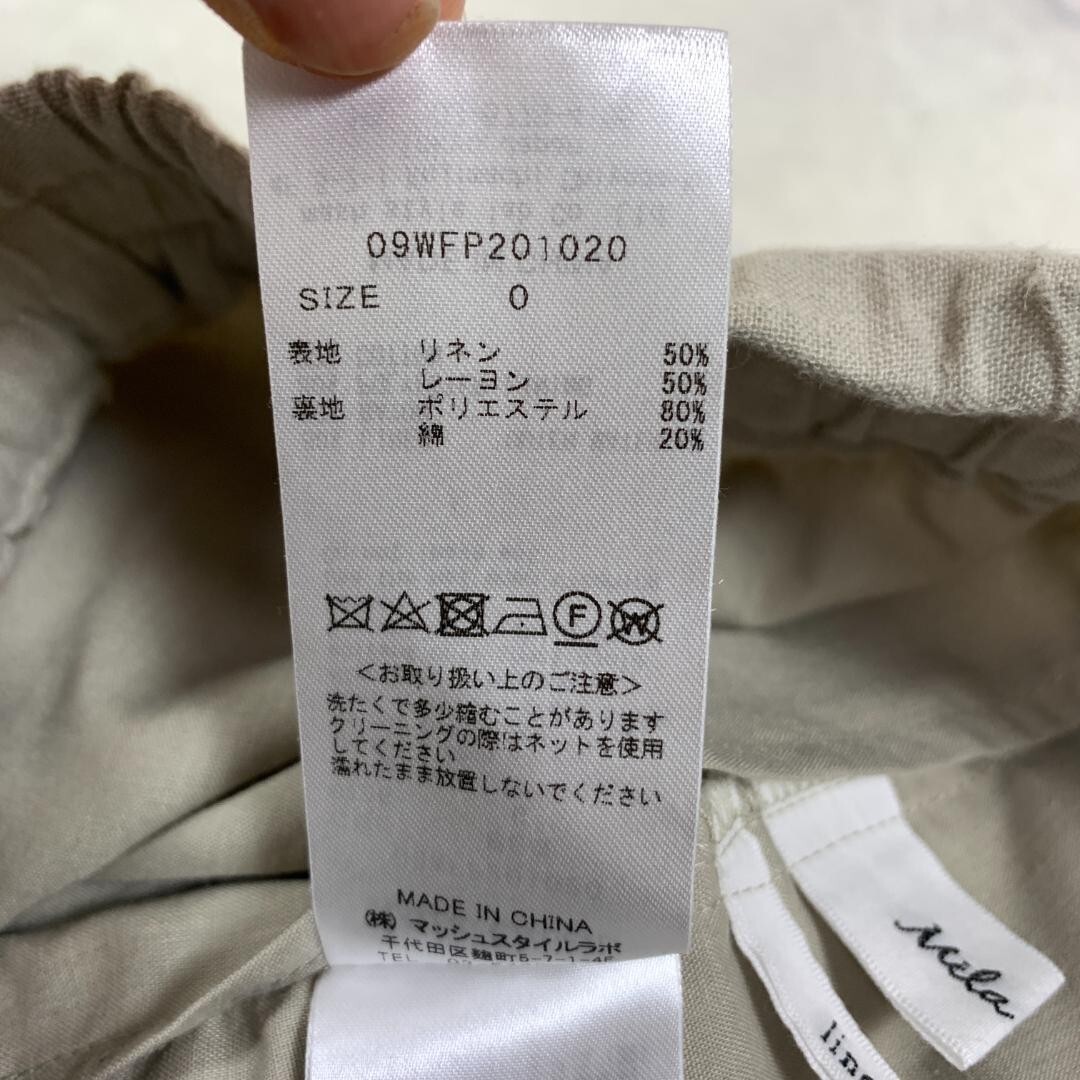 09WFP201020
SIZE 0
表地 リネン 50%
レーヨン 50%
裏地 ポリエステル 80%
綿 20%
F
W
<お取り扱い上のご注意>
洗たくで多少縮むことがあります
クリーニングの際はネットを使用
してください
濡れたまま放置しないでください
MADE IN CHINA
(株) マッシュスタイルラボ
千代田区麹町5-7-1-4F
TEL
Mila